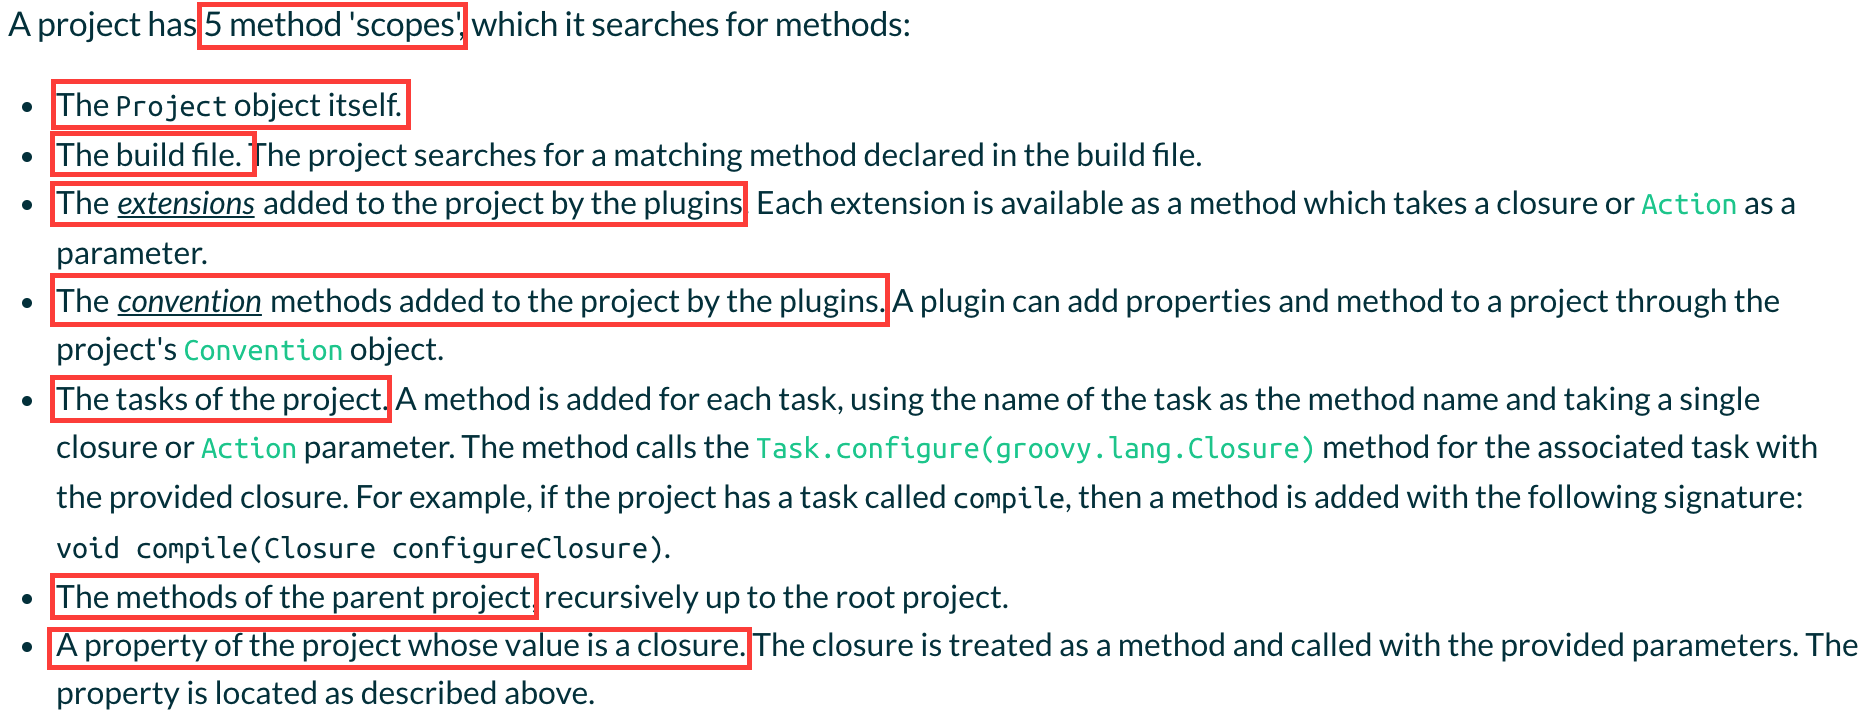 A project has 5 method 'scopes', which it searches for methods:
• The Project object itself.
• The build file. The project searches for a matching method declared in the build file.
• The extensions added to the project by the plugins. Each extension is available as a method which takes a closure or Action as a
parameter.
• The convention methods added to the project by the plugins. A plugin can add properties and method to a project through the
project's Convention object.
• The tasks of the project. A method is added for each task, using the name of the task as the method name and taking a single
closure or Action parameter. The method calls the Task.configure(groovy.lang.Closure) method for the associated task with
the provided closure. For example, if the project has a task called compile, then a method is added with the following signature:
void compile(Closure configureClosure).
• The methods of the parent project, recursively up to the root project.
• A property of the project whose value is a closure. The closure is treated as a method and called with the provided parameters. The
property is located as described above.